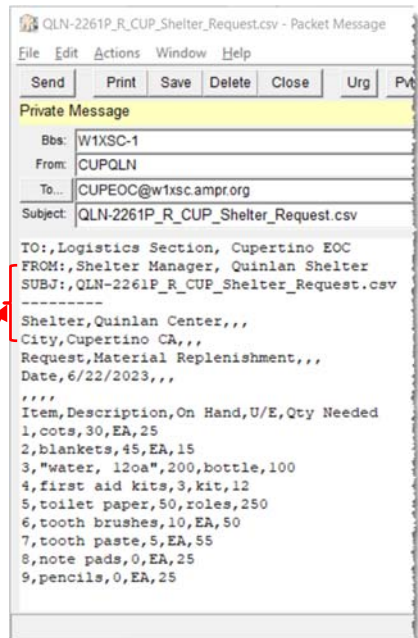 QLN-2261P_R_CUP_Shelter_Request.csv - Packet Message
File Edit Actions Window Help
Send Print Save Delete Close Urg
Private Message
Bbs: W1XSC-1
From: CUPQLN
To... CUPEOC@w1xsc.ampr.org
Subject: QLN-2261P_R_CUP_Shelter_Request.csv
TO:,Logistics Section, Cupertino EOC
FROM:,Shelter Manager, Quinlan Shelter
SUBJ:,QLN-2261P_R_CUP_Shelter_Request.csv
---------
Shelter,Quinlan Center,,,
City,Cupertino CA,,,
Request,Material Replenishment,,,
Date,6/22/2023,,,
,,,,
Item,Description,On Hand,U/E,Qty Needed
1,cots,30,EA,25
2,blankets,45,EA,15
3,"water, 12oa",200,bottle,100
4,first aid kits,3,kit,12
5,toilet paper,50,roles,250
6,tooth brushes,10,EA,50
7,tooth paste,5,EA,55
8,note pads,0,EA,25
9,pencils,0,EA,25